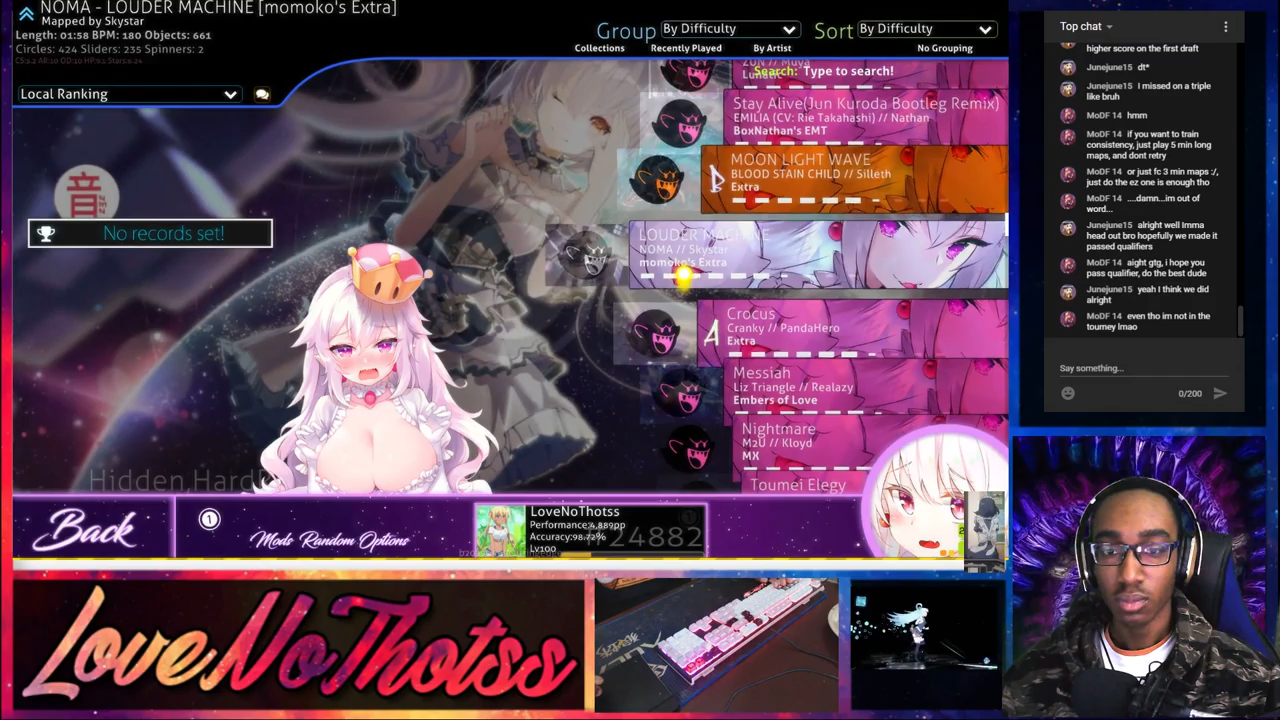 NOMA - LOUDER MACHINE [momoko's Extra]
Mapped by Skystar
Length: 01:58 BPM: 180 Objects: 661
Circles: 424 Sliders: 235 Spinners: 2
Local Ranking
Group By Difficulty
Sort By Difficulty
Collections Recently Played By Artist No Grouping
Search: Type to search!
Lunatic
Stay Alive(Jun Kuroda Bootleg Remix)
EMILIA (CV: Rie Takahashi) // Nathan
BoxNathan's EMT
MOON LIGHT WAVE
BLOOD STAIN CHILD // Silleth
Extra
LOUDER MACHINE
NOMA // Skystar
momoko's Extra
Crocus
Cranky // PandaHero
Extra
A
Messiah
Liz Triangle // Realazy
Embers of Love
Nightmare
M2U // Kloyd
MX
Toumei Elegy
音
No records set!
Hidden,HardR
Back
1
Mods Random Options
LoveNoThotss
Performance:4,889pp
Accuracy:98.72%
Lv100
#24882
LoveNoThotss
Top chat
higher score on the first draft
Junejune15 dt*
Junejune15 I missed on a triple
like bruh
MoDF 14 hmm
MoDF 14 if you want to train
consistency, just play 5 min long
maps, and dont retry
MoDF 14 or just fc 3 min maps :/,
just do the ez one is enough tho
MoDF 14 ....damn...im out of
word...
Junejune15 alright well Imma
head out bro hopefully we made it
passed qualifiers
MoDF 14 aight gtg, i hope you
pass qualifier, do the best dude
Junejune15 yeah I think we did
alright
MoDF 14 even tho im not in the
tourney lmao
Say something...
0/200